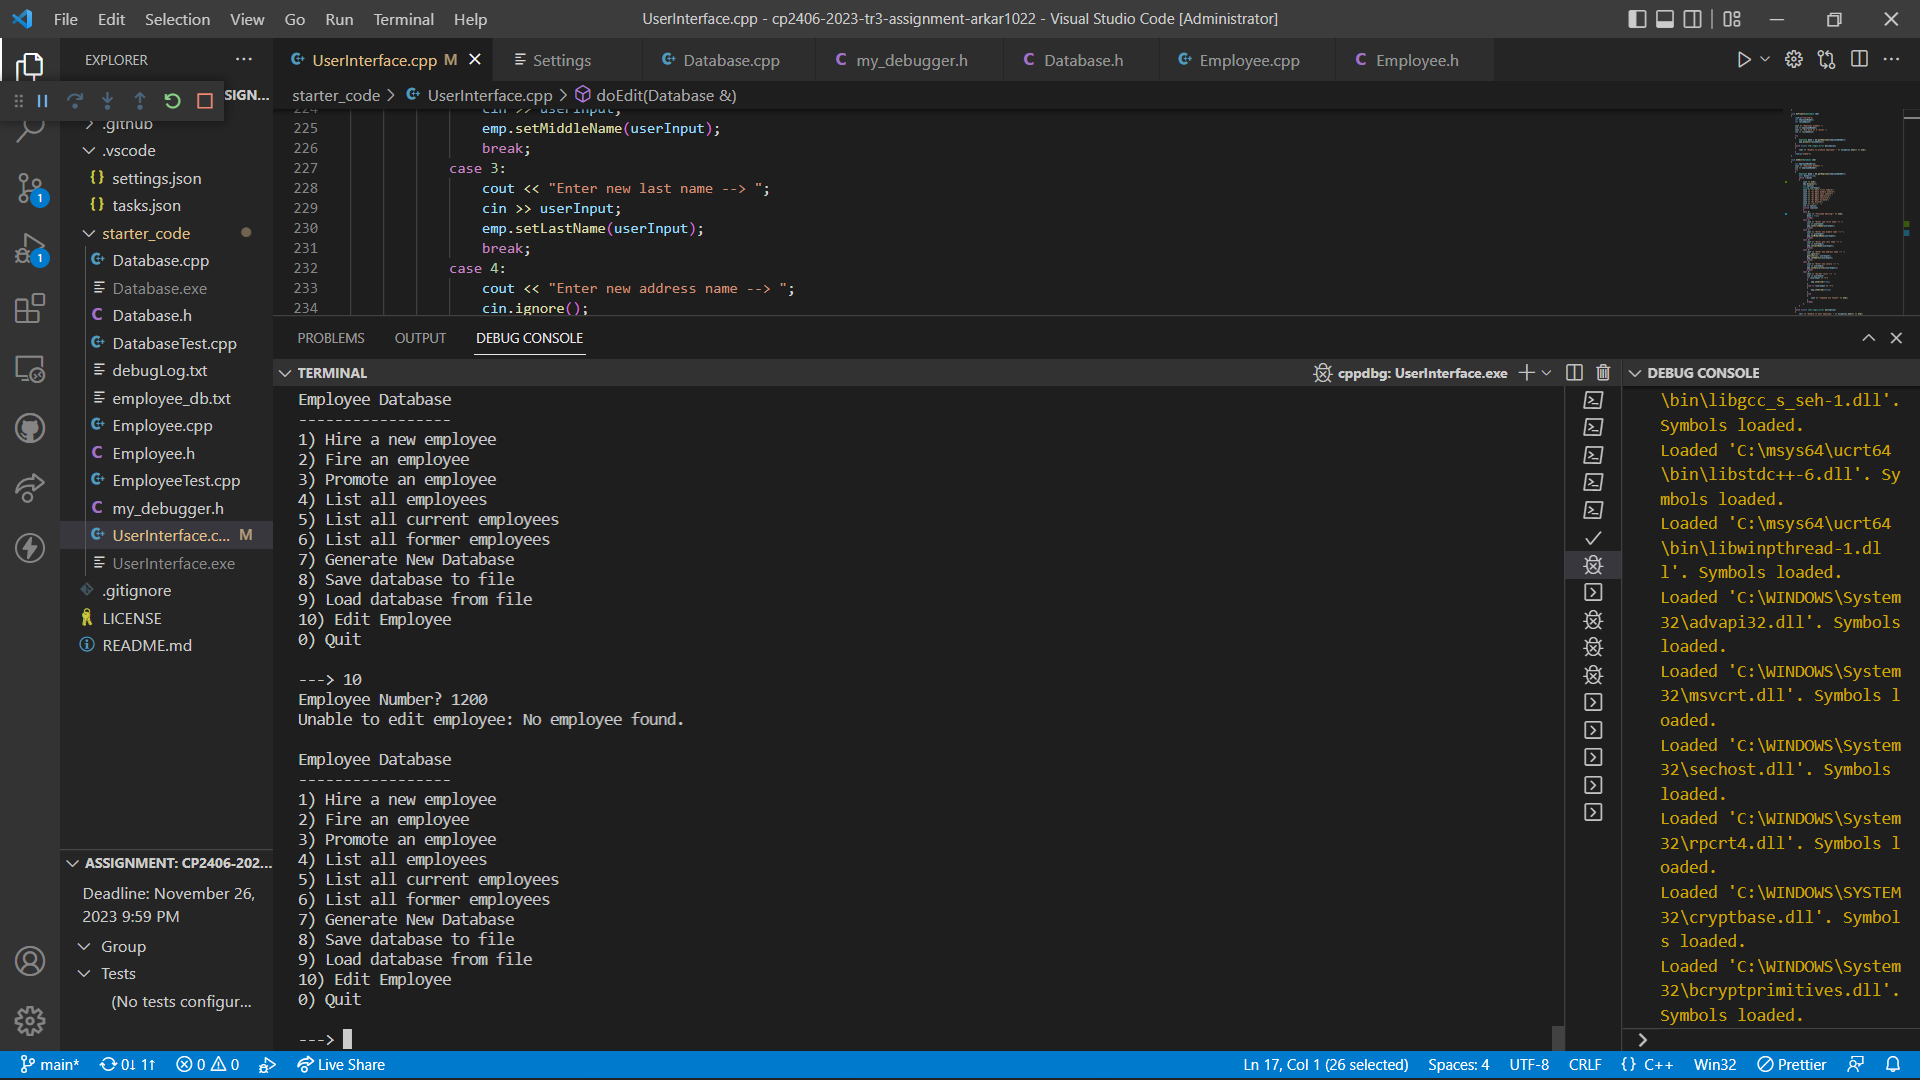 File Edit Selection View Go Run Terminal Help
UserInterface.cpp - cp2406-2023-tr3-assignment-arkar1022 - Visual Studio Code [Administrator]
EXPLORER
UserInterface.cpp M
Settings
Database.cpp
my_debugger.h
Database.h
Employee.cpp
Employee.h
SIGN...
starter_code > UserInterface.cpp > doEdit(Database &)
.github
.vscode
settings.json
tasks.json
starter_code
Database.cpp
Database.exe
Database.h
DatabaseTest.cpp
debugLog.txt
employee_db.txt
Employee.cpp
Employee.h
EmployeeTest.cpp
my_debugger.h
UserInterface.c... M
UserInterface.exe
.gitignore
LICENSE
README.md
ASSIGNMENT: CP2406-202...
Deadline: November 26,
2023 9:59 PM
Group
Tests
(No tests configur...
1
1
224 cin >> userInput;
225 emp.setMiddleName(userInput);
226 break;
227 case 3:
228 cout << "Enter new last name --> ";
229 cin >> userInput;
230 emp.setLastName(userInput);
231 break;
232 case 4:
233 cout << "Enter new address name --> ";
234 cin.ignore();
PROBLEMS OUTPUT DEBUG CONSOLE
TERMINAL
cppdbg: UserInterface.exe
Employee Database
-----------------
1) Hire a new employee
2) Fire an employee
3) Promote an employee
4) List all employees
5) List all current employees
6) List all former employees
7) Generate New Database
8) Save database to file
9) Load database from file
10) Edit Employee
0) Quit
---> 10
Employee Number? 1200
Unable to edit employee: No employee found.
Employee Database
-----------------
1) Hire a new employee
2) Fire an employee
3) Promote an employee
4) List all employees
5) List all current employees
6) List all former employees
7) Generate New Database
8) Save database to file
9) Load database from file
10) Edit Employee
0) Quit
--->
DEBUG CONSOLE
\bin\libgcc_s_seh-1.dll'.
Symbols loaded.
Loaded 'C:\msys64\ucrt64
\bin\libstdc++-6.dll'. Sy
mbols loaded.
Loaded 'C:\msys64\ucrt64
\bin\libwinpthread-1.dl
l'. Symbols loaded.
Loaded 'C:\WINDOWS\System
32\advapi32.dll'. Symbols
loaded.
Loaded 'C:\WINDOWS\System
32\msvcrt.dll'. Symbols l
oaded.
Loaded 'C:\WINDOWS\System
32\sechost.dll'. Symbols
loaded.
Loaded 'C:\WINDOWS\System
32\rpcrt4.dll'. Symbols l
oaded.
Loaded 'C:\WINDOWS\SYSTEM
32\cryptbase.dll'. Symbol
s loaded.
Loaded 'C:\WINDOWS\System
32\bcryptprimitives.dll'.
Symbols loaded.
main* 0↓ 1↑ 0 0 Live Share
Ln 17, Col 1 (26 selected) Spaces: 4 UTF-8 CRLF {} C++ Win32 Prettier